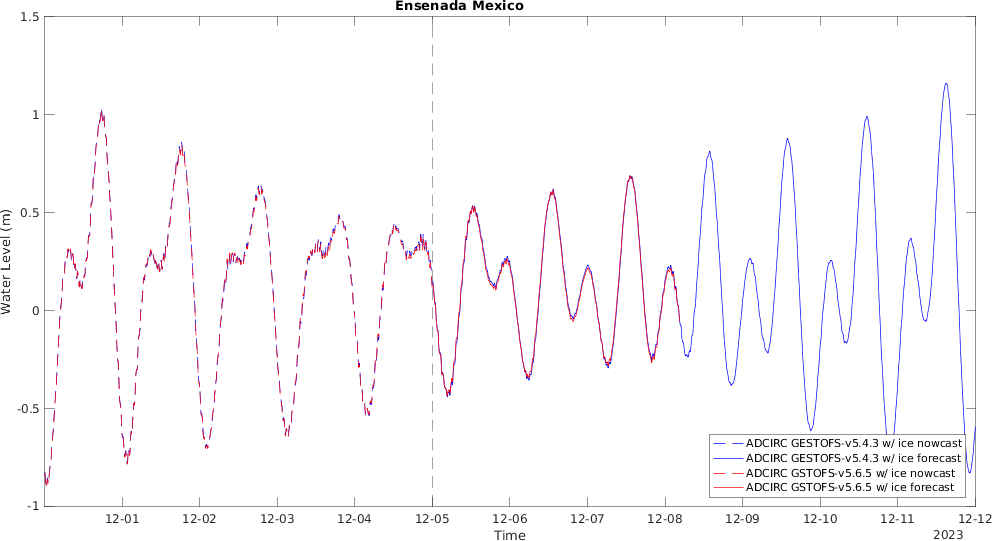 Ensenada Mexico
1.5
1
0.5
0
-0.5
-1
Water Level (m)
12-01 12-02 12-03 12-04 12-05 12-06 12-07 12-08 12-09 12-10 12-11 12-12
Time
2023
ADCIRC GESTOFS-v5.4.3 w/ ice nowcast
ADCIRC GESTOFS-v5.4.3 w/ ice forecast
ADCIRC GSTOFS-v5.6.5 w/ ice nowcast
ADCIRC GSTOFS-v5.6.5 w/ ice forecast